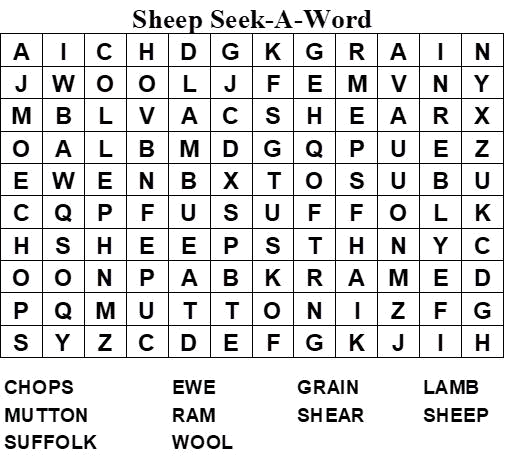 Sheep Seek-A-Word
A I C H D G K G R A I N
J W O O L J F E M V N Y
M B L V A C S H E A R X
O A L B M D G Q P U E Z
E W E N B X T O S U B U
C Q P F U S U F F O L K
H S H E E P S T H N Y C
O O N P A B K R A M E D
P Q M U T T O N I Z F G
S Y Z C D E F G K J I H
CHOPS EWE GRAIN LAMB
MUTTON RAM SHEAR SHEEP
SUFFOLK WOOL